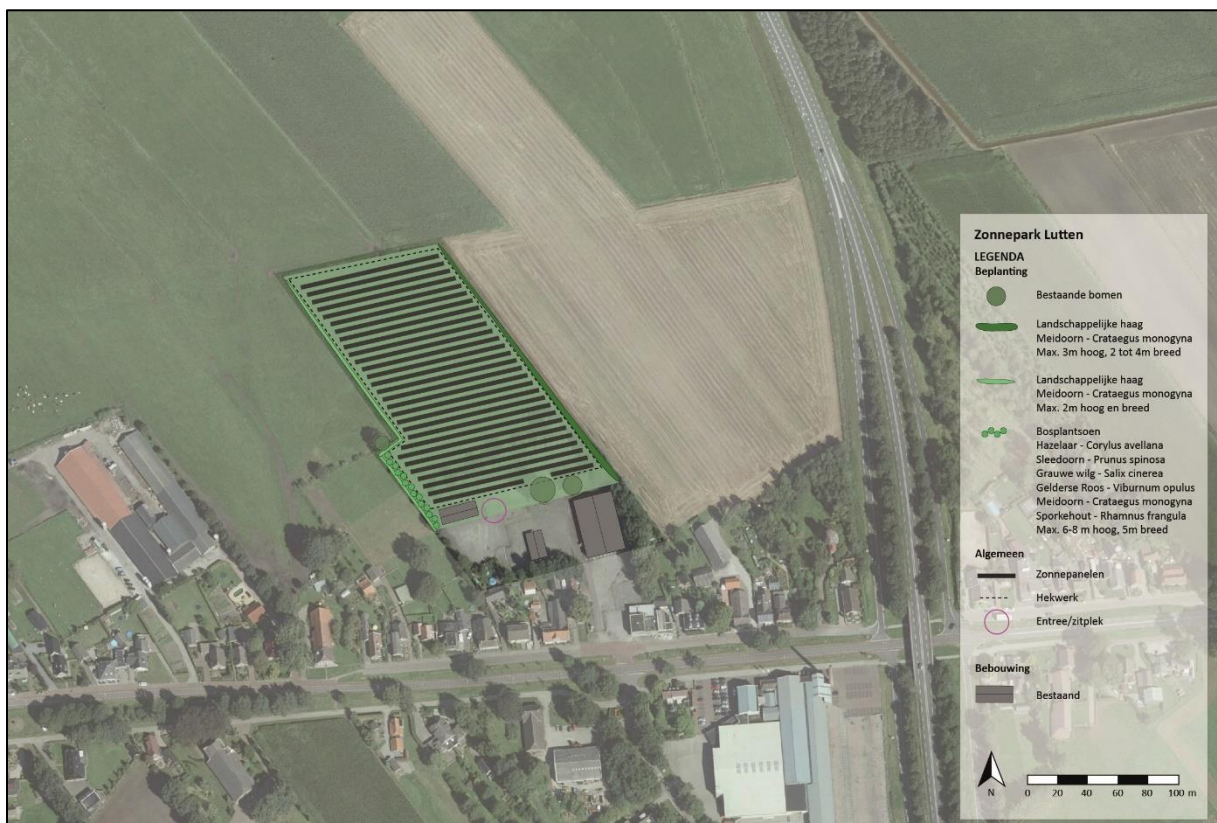 Zonnepark Lutten
LEGENDA
Beplanting
Bestaande bomen
Landschappelijke haag
Meidoorn - Crataegus monogyna
Max. 3m hoog, 2 tot 4m breed
Landschappelijke haag
Meidoorn - Crataegus monogyna
Max. 2m hoog en breed
Bosplantsoen
Hazelaar - Corylus avellana
Sleedoorn - Prunus spinosa
Grauwe wilg - Salix cinerea
Gelderse Roos - Viburnum opulus
Meidoorn - Crataegus monogyna
Sporkehout - Rhamnus frangula
Max. 6-8 m hoog, 5m breed
Algemeen
Zonnepanelen
Hekwerk
Entree/zitplek
Bebouwing
Bestaand
N
0 20 40 60 80 100 m